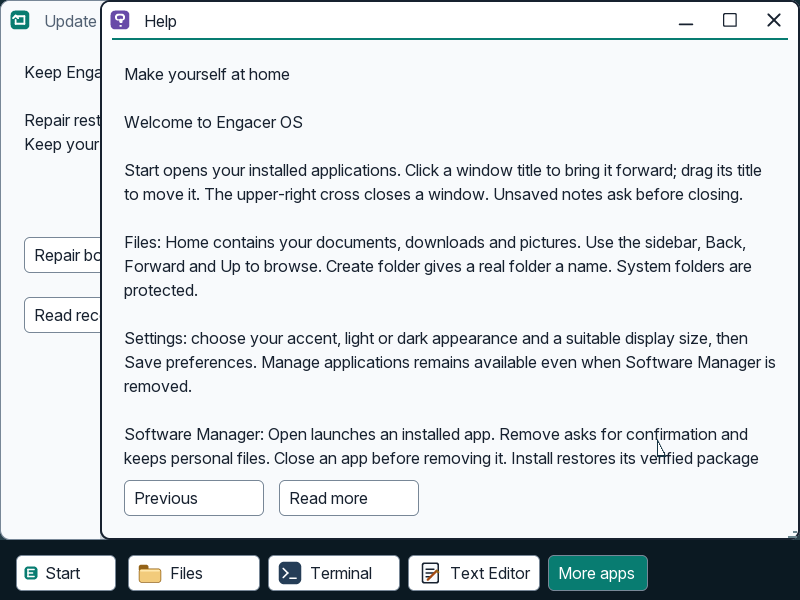 Update
Help
Keep Enga
Repair rest
Keep your
Repair bo
Read reco
Make yourself at home
Welcome to Engacer OS
Start opens your installed applications. Click a window title to bring it forward; drag its title
to move it. The upper-right cross closes a window. Unsaved notes ask before closing.
Files: Home contains your documents, downloads and pictures. Use the sidebar, Back,
Forward and Up to browse. Create folder gives a real folder a name. System folders are
protected.
Settings: choose your accent, light or dark appearance and a suitable display size, then
Save preferences. Manage applications remains available even when Software Manager is
removed.
Software Manager: Open launches an installed app. Remove asks for confirmation and
keeps personal files. Close an app before removing it. Install restores its verified package
Previous
Read more
Start
Files
Terminal
Text Editor
More apps